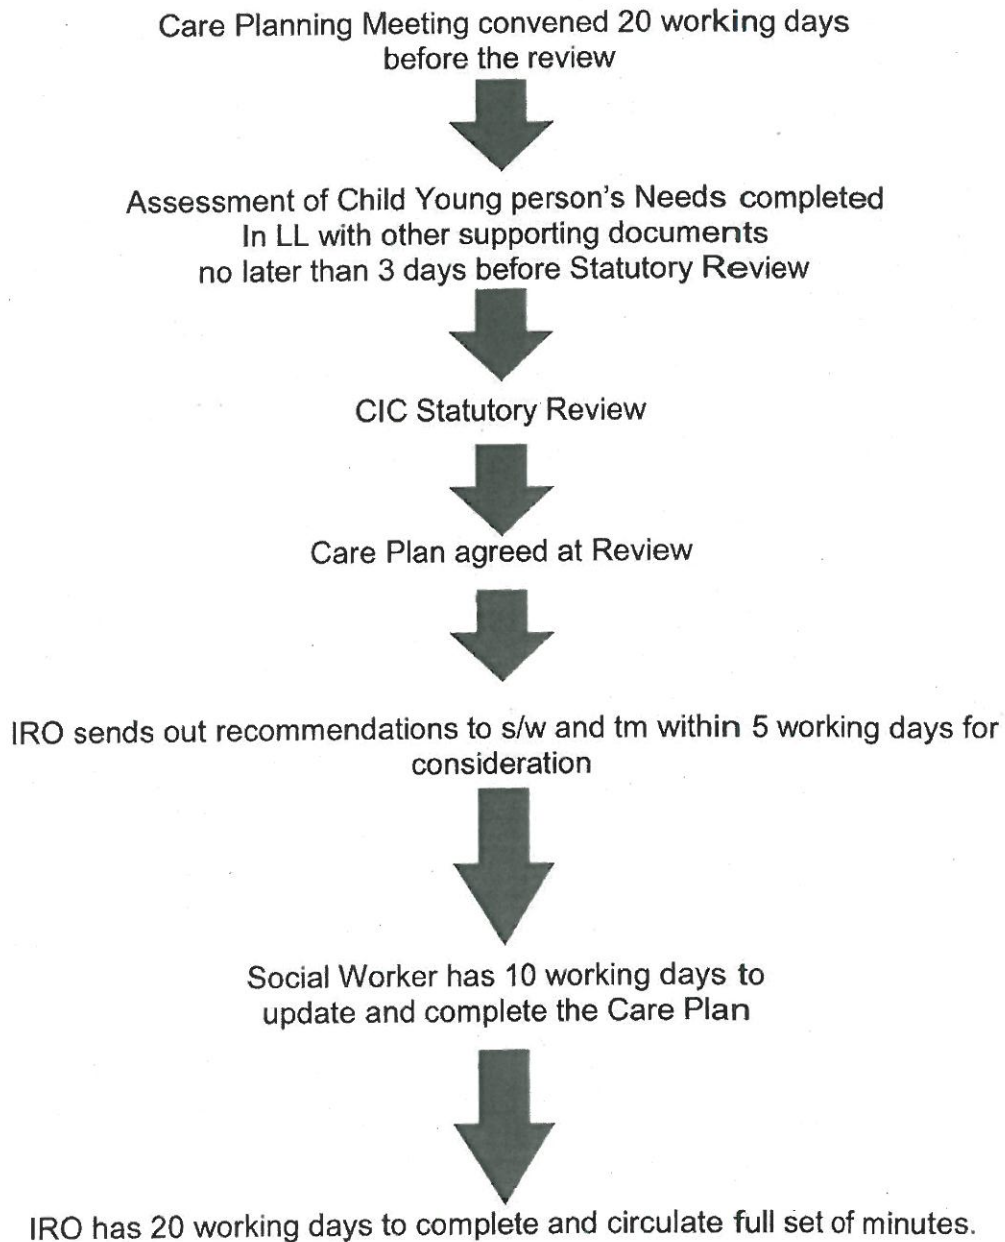 Care Planning Meeting convened 20 working days
before the review
Assessment of Child Young person's Needs completed
In LL with other supporting documents
no later than 3 days before Statutory Review
CIC Statutory Review
Care Plan agreed at Review
IRO sends out recommendations to s/w and tm within 5 working days for
consideration
Social Worker has 10 working days to
update and complete the Care Plan
IRO has 20 working days to complete and circulate full set of minutes.